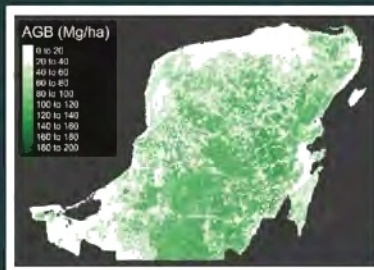 AGB (Mg/ha)
0 to 20
20 to 40
40 to 60
60 to 80
80 to 100
100 to 120
120 to 140
140 to 160
160 to 180
180 to 200